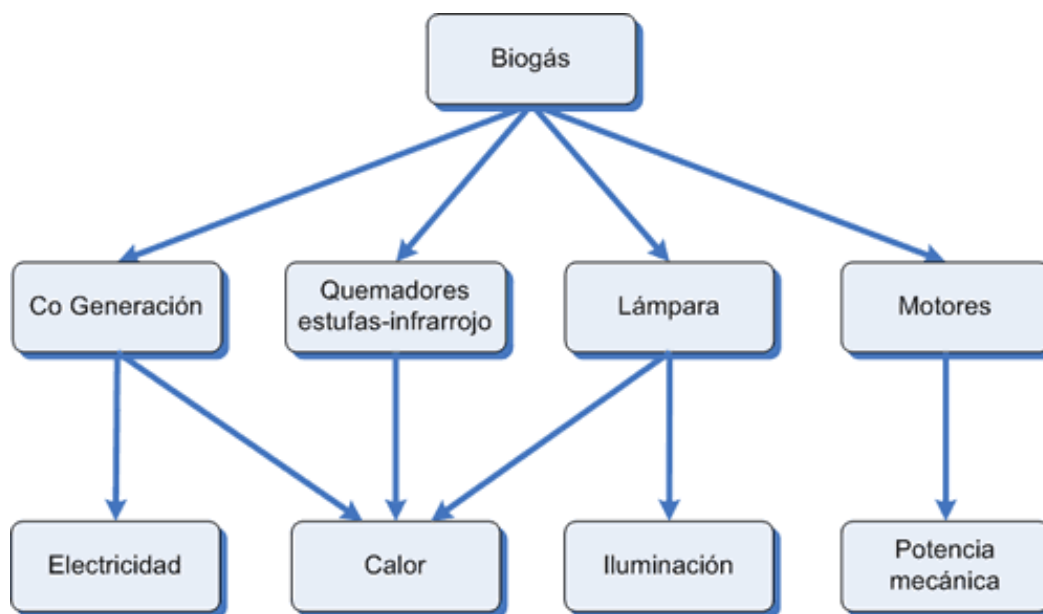 Biogás
Co Generación
Quemadores
estufas-infrarrojo
Lámpara
Motores
Electricidad
Calor
Iluminación
Potencia
mecánica